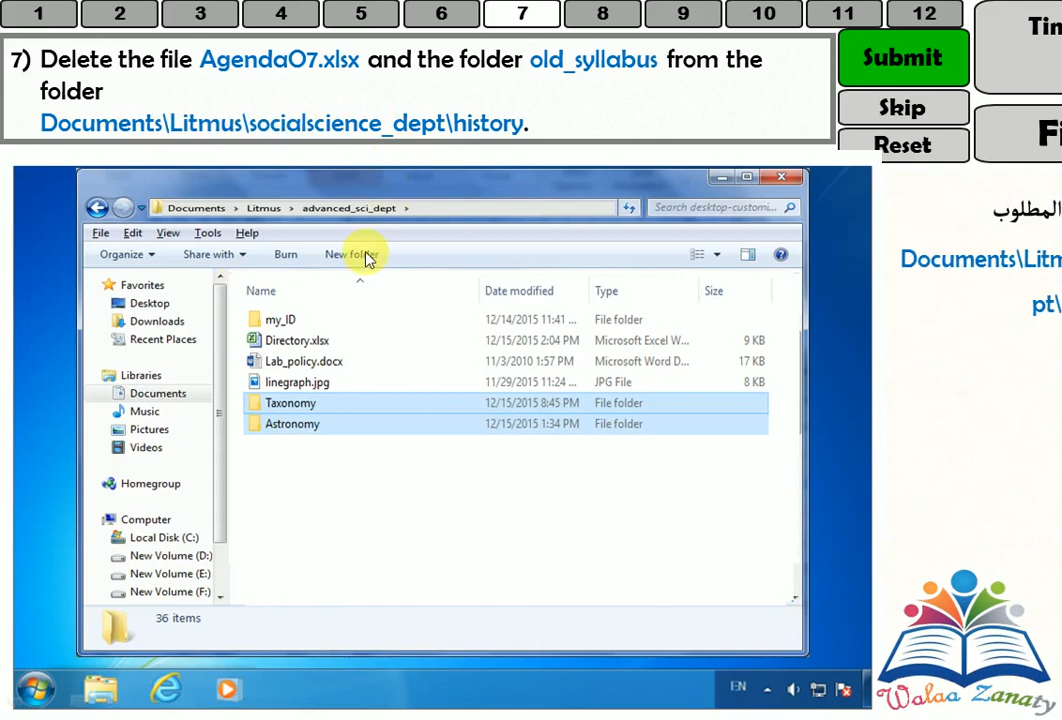 1 2 3 4 5 6 7 8 9 10 11 12
7) Delete the file AgendaO7.xlsx and the folder old_syllabus from the
folder
Documents\Litmus\socialscience_dept\history.
Submit
Skip
Reset
المطلوب
Documents ▸ Litmus ▸ advanced_sci_dept ▸
Search desktop-customi...
File Edit View Tools Help
Organize ▾ Share with ▾ Burn New folder
Name Date modified Type Size
my_ID 12/14/2015 11:41 ... File folder
Directory.xlsx 12/15/2015 2:04 PM Microsoft Excel W... 9 KB
Lab_policy.docx 11/3/2010 1:57 PM Microsoft Word D... 17 KB
linegraph.jpg 11/29/2015 11:24 ... JPG File 8 KB
Taxonomy 12/15/2015 8:45 PM File folder
Astronomy 12/15/2015 1:34 PM File folder
Favorites
Desktop
Downloads
Recent Places
Libraries
Documents
Music
Pictures
Videos
Homegroup
Computer
Local Disk (C:)
New Volume (D:)
New Volume (E:)
New Volume (F:)
36 items
EN
Walaa Zanaty